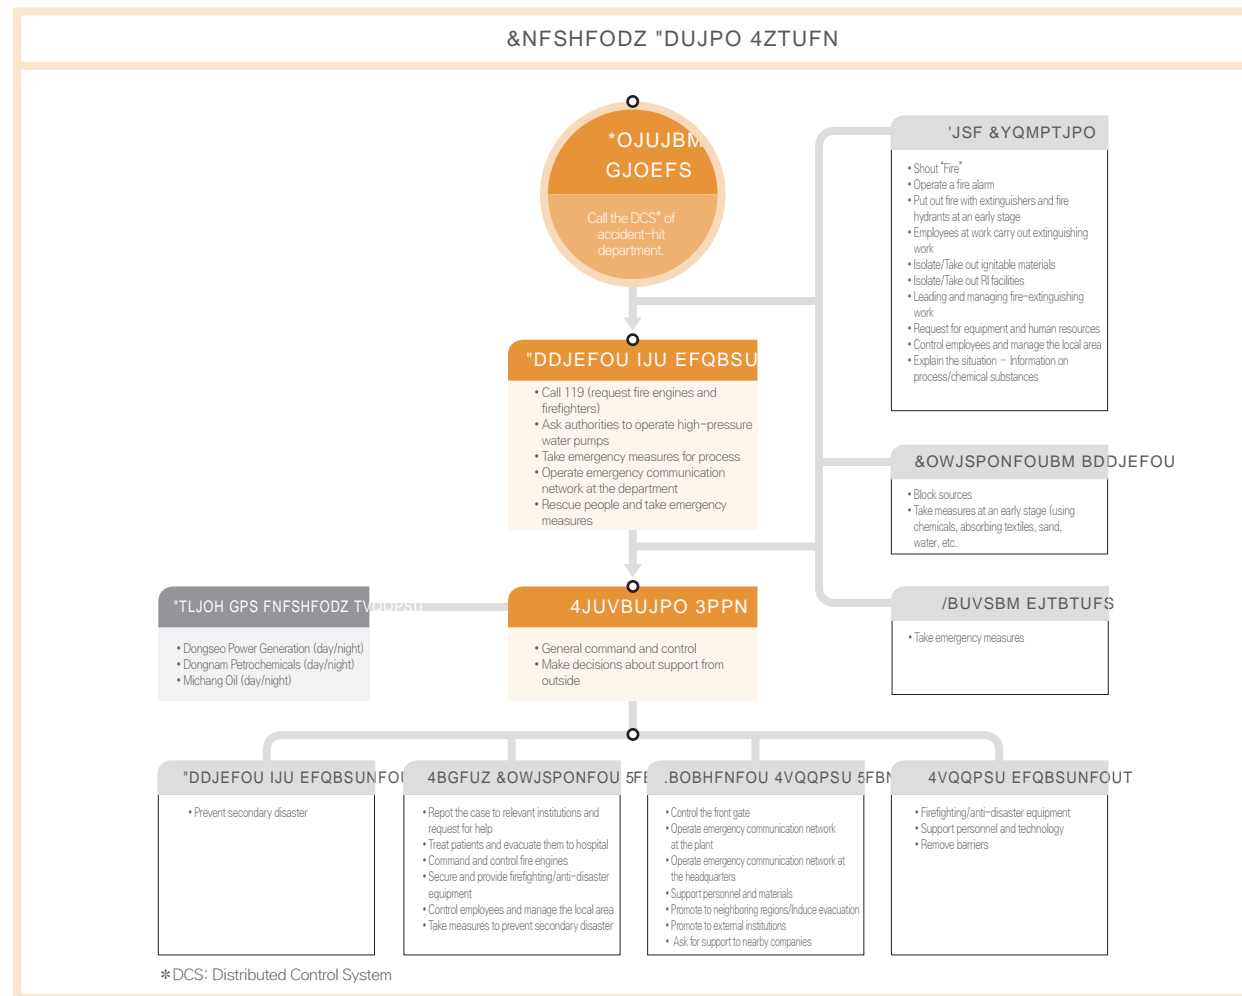 &NFSHFODZ "DUJPO 4ZTUFN
*OJUJBM
GJOEFS
Call the DCS* of
accident-hit
department.
'JSF &YQMPTJPO
• Shout "Fire"
• Operate a fire alarm
• Put out fire with extinguishers and fire
hydrants at an early stage
• Employees at work carry out extinguishing
work
• Isolate/Take out ignitable materials
• Isolate/Take out RI facilities
• Leading and managing fire-extinguishing
work
• Request for equipment and human resources
• Control employees and manage the local area
• Explain the situation - Information on
process/chemical substances
"DDJEFOU IJU EFQBSU
• Call 119 (request fire engines and
firefighters)
• Ask authorities to operate high-pressure
water pumps
• Take emergency measures for process
• Operate emergency communication
network at the department
• Rescue people and take emergency
measures
&OWJSPONFOUBM BDDJEFOU
• Block sources
• Take measures at an early stage (using
chemicals, absorbing textiles, sand,
water, etc.
"TLJOH GPS FNFSHFODZ TVQQPSU
• Dongseo Power Generation (day/night)
• Dongnam Petrochemicals (day/night)
• Michang Oil (day/night)
4JUVBUJPO 3PPN
• General command and control
• Make decisions about support from
outside
/BUVSBM EJTBTUFS
• Take emergency measures
"DDJEFOU IJU EFQBSUNFOU
• Prevent secondary disaster
4BGFUZ &OWJSPONFOU 5FB
• Repot the case to relevant institutions and
request for help
• Treat patients and evacuate them to hospital
• Command and control fire engines
• Secure and provide firefighting/anti-disaster
equipment
• Control employees and manage the local area
• Take measures to prevent secondary disaster
.BOBHFNFOU 4VQQPSU 5FBN
• Control the front gate
• Operate emergency communication network
at the plant
• Operate emergency communication network at
the headquarters
• Support personnel and materials
• Promote to neighboring regions/Induce evacuation
• Promote to external institutions
• Ask for support to nearby companies
4VQQPSU EFQBSUNFOUT
• Firefighting/anti-disaster equipment
• Support personnel and technology
• Remove barriers
*DCS: Distributed Control System